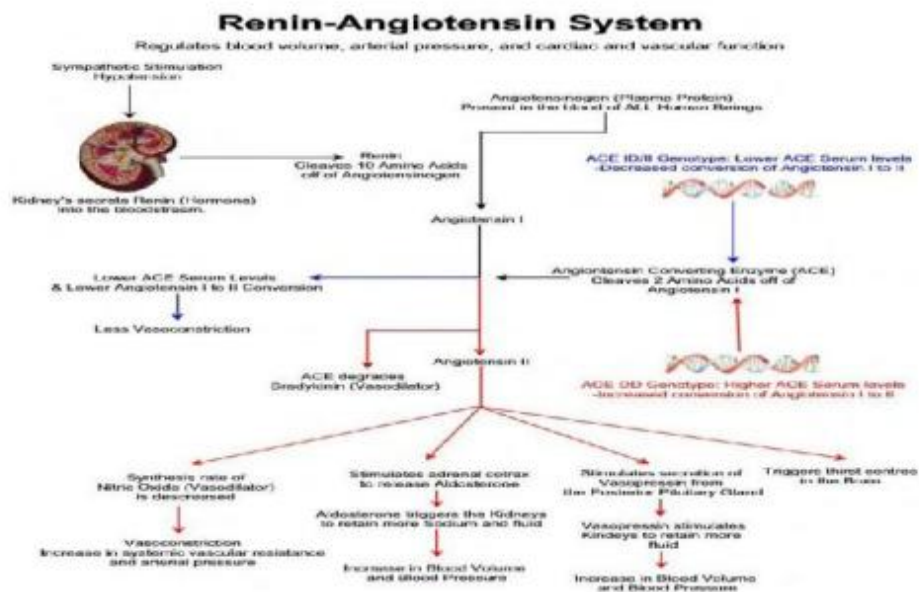 Renin-Angiotensin System
Regulates blood volume, arterial pressure, and cardiac and vascular function
Sympathetic Stimulation
Hypotension
Angiotensinogen (Plasma Protein)
Present in the blood of ALL Human Beings
Renin
Cleaves 10 Amino Acids
off of Angiotensinogen
ACE ID/II Genotype: Lower ACE Serum levels
-Decreased conversion of Angiotensin I to II
Kidney's secrete Renin (Hormone)
into the bloodstream.
Angiotensin I
Lower ACE Serum Levels
& Lower Angiotensin I to II Conversion
Angiontensin Converting Enzyme (ACE)
Cleaves 2 Amino Acids off of
Angiotensin I
Less Vasoconstriction
Angiotensin II
ACE degrades
Bradykinin (Vasodilator)
ACE DD Genotype: Higher ACE Serum levels
-Increased conversion of Angiotensin I to II
Synthesis rate of
Nitric Oxide (Vasodilator)
is descreased
Stimulates adrenal cotrax
to release Aldosterone
Stimulates secretion of
Vasopressin from
the Posterior Pituitary Gland
Triggers thirst centres
in the Brain
Aldosterone triggers the Kidneys
to retain more Sodium and fluid
Vasopressin stimulates
Kindeys to retain more
fluid
Vasoconstriction
Increase in systemic vascular resistance
and arterial pressure
Increase in Blood Volume
and Blood Pressure
Increase in Blood Volume
and Blood Pressure